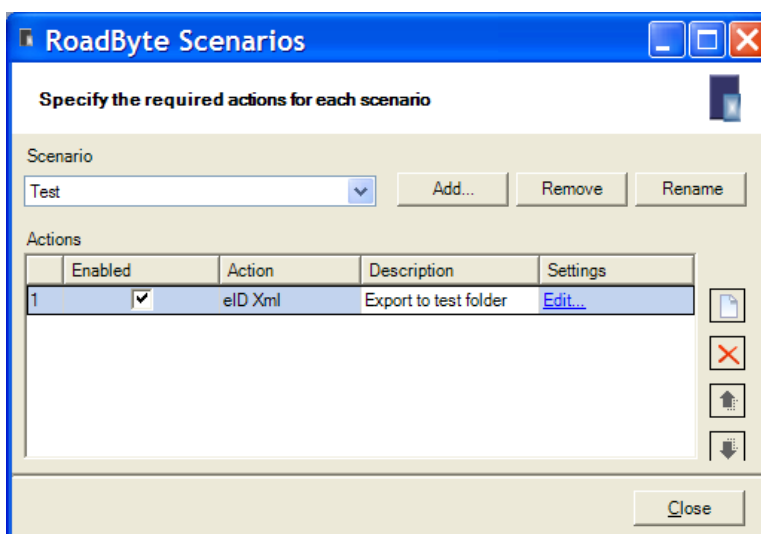 RoadByte Scenarios
Specify the required actions for each scenario
Scenario
Test Add... Remove Rename
Actions
Enabled Action Description Settings
1 eID Xml Export to test folder Edit...
Close